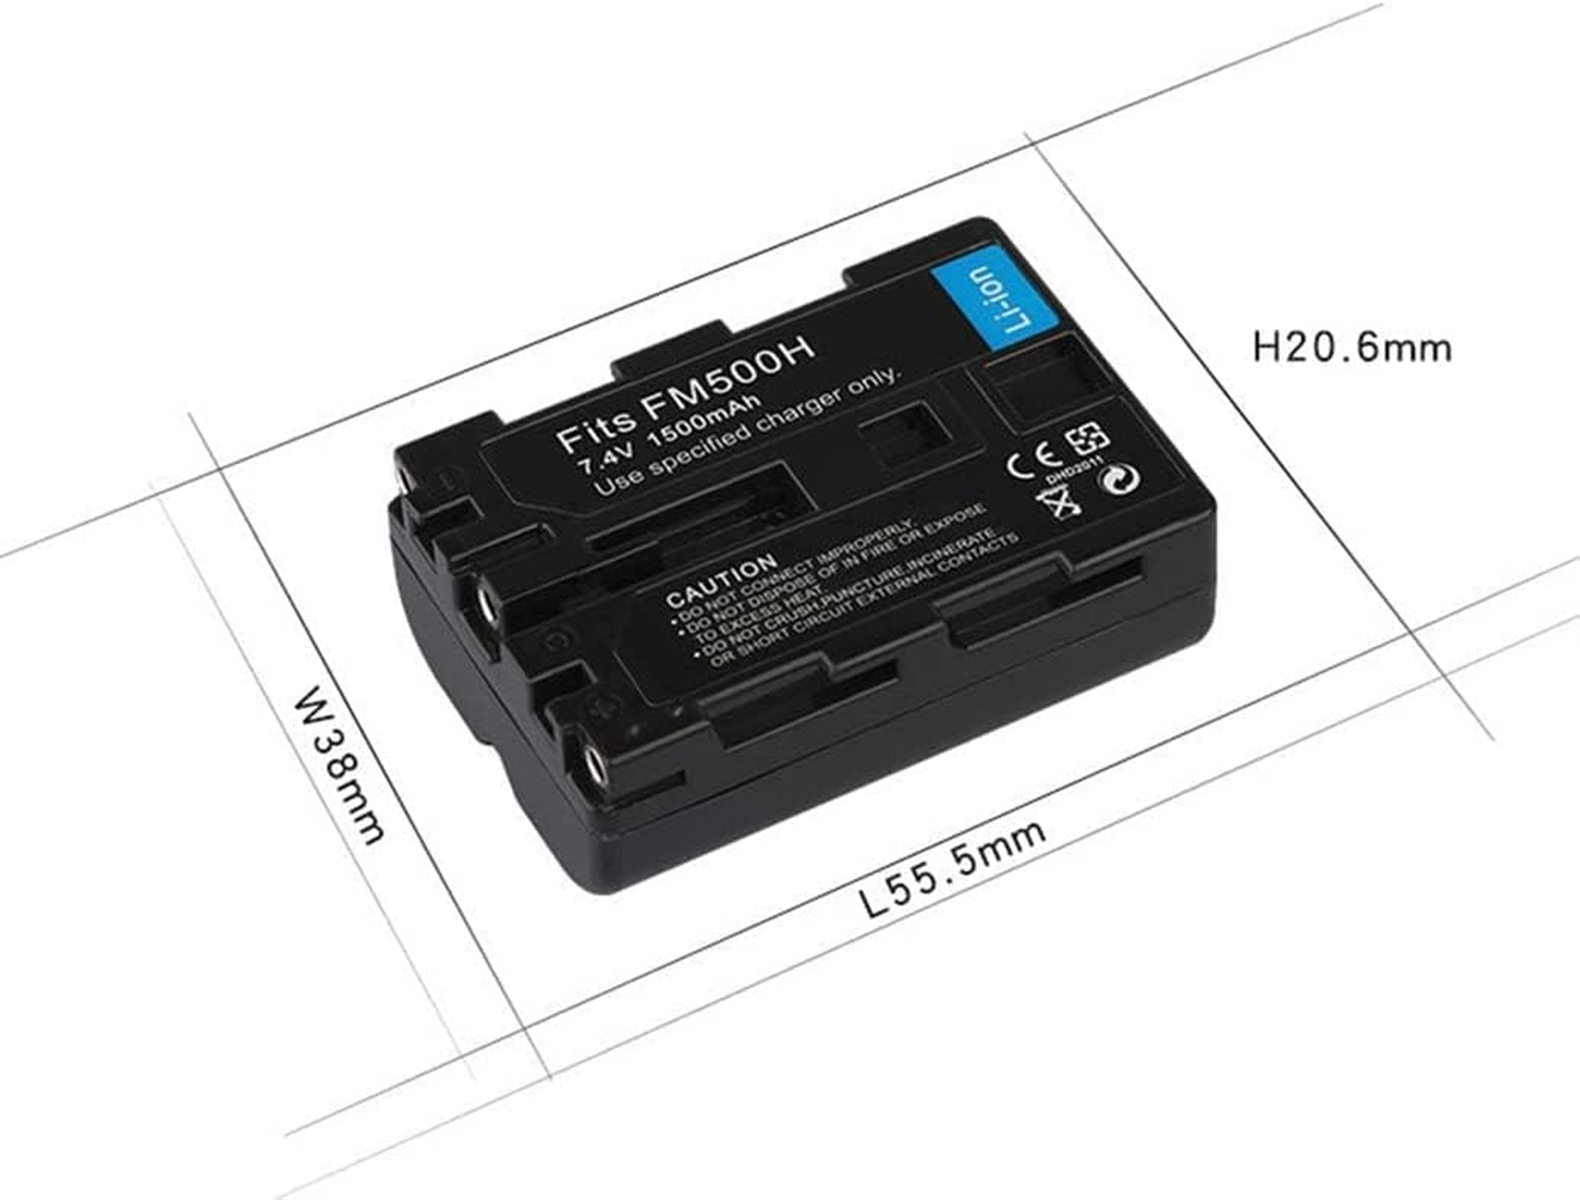 Li-ion
Fits FM500H
7.4V 1500mAh
Use specified charger only.
H20.6mm
CE
DHD2011
CAUTION
• DO NOT CONNECT IMPROPERLY.
• DO NOT DISPOSE OF IN FIRE OR EXPOSE
TO EXCESS HEAT.
• DO NOT CRUSH.PUNCTURE.INCINERATE
OR SHORT CIRCUIT EXTERNAL CONTACTS
W38mm
L55.5mm